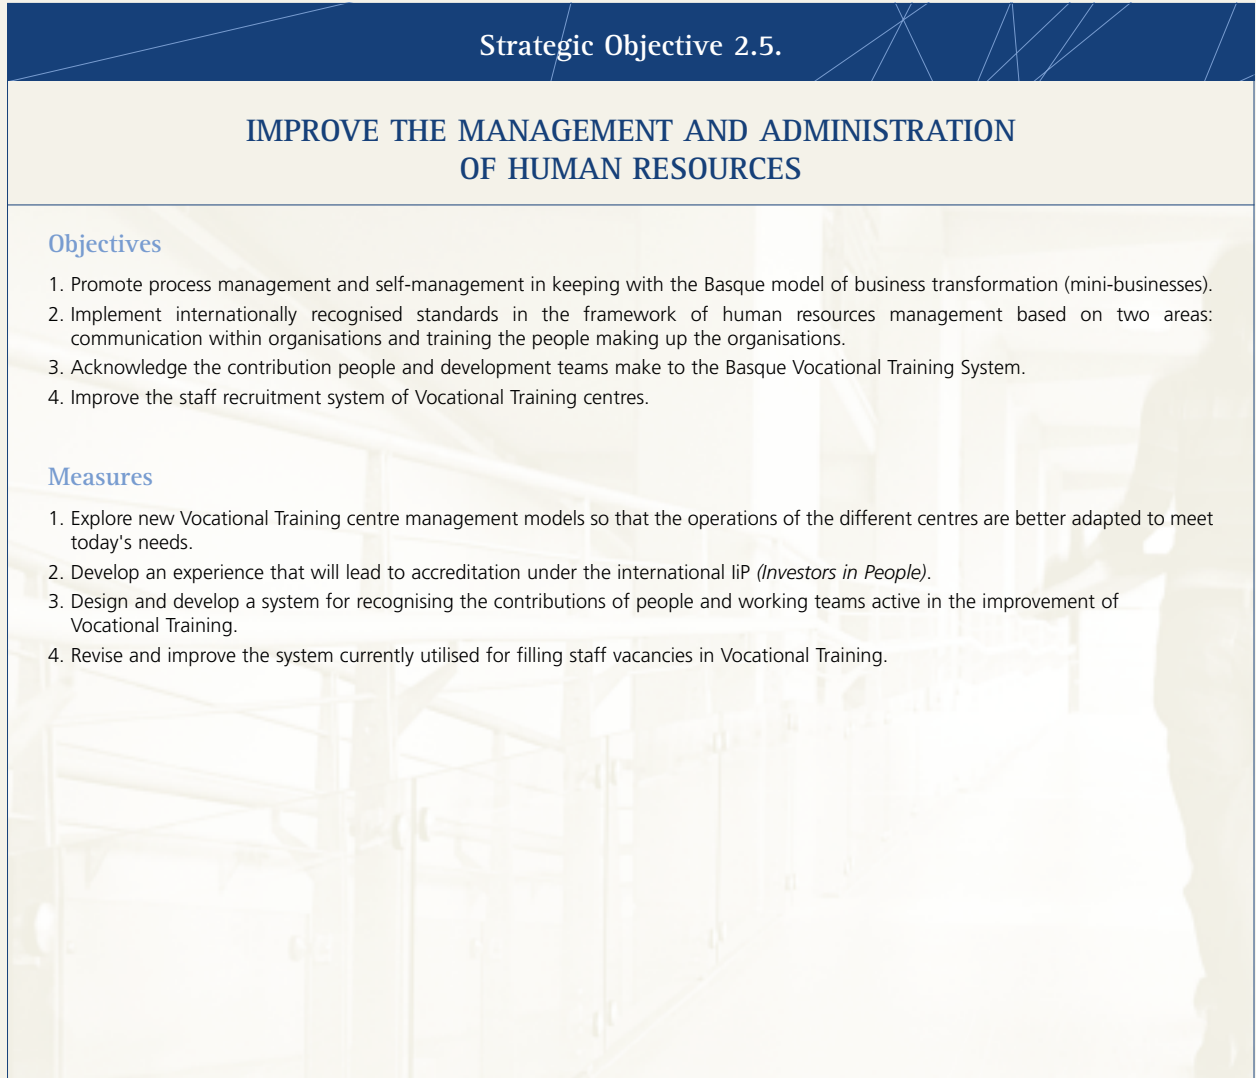 Strategic Objective 2.5.
IMPROVE THE MANAGEMENT AND ADMINISTRATION
OF HUMAN RESOURCES
Objectives
1. Promote process management and self-management in keeping with the Basque model of business transformation (mini-businesses).
2. Implement internationally recognised standards in the framework of human resources management based on two areas:
communication within organisations and training the people making up the organisations.
3. Acknowledge the contribution people and development teams make to the Basque Vocational Training System.
4. Improve the staff recruitment system of Vocational Training centres.
Measures
1. Explore new Vocational Training centre management models so that the operations of the different centres are better adapted to meet
today's needs.
2. Develop an experience that will lead to accreditation under the international IiP (Investors in People).
3. Design and develop a system for recognising the contributions of people and working teams active in the improvement of
Vocational Training.
4. Revise and improve the system currently utilised for filling staff vacancies in Vocational Training.